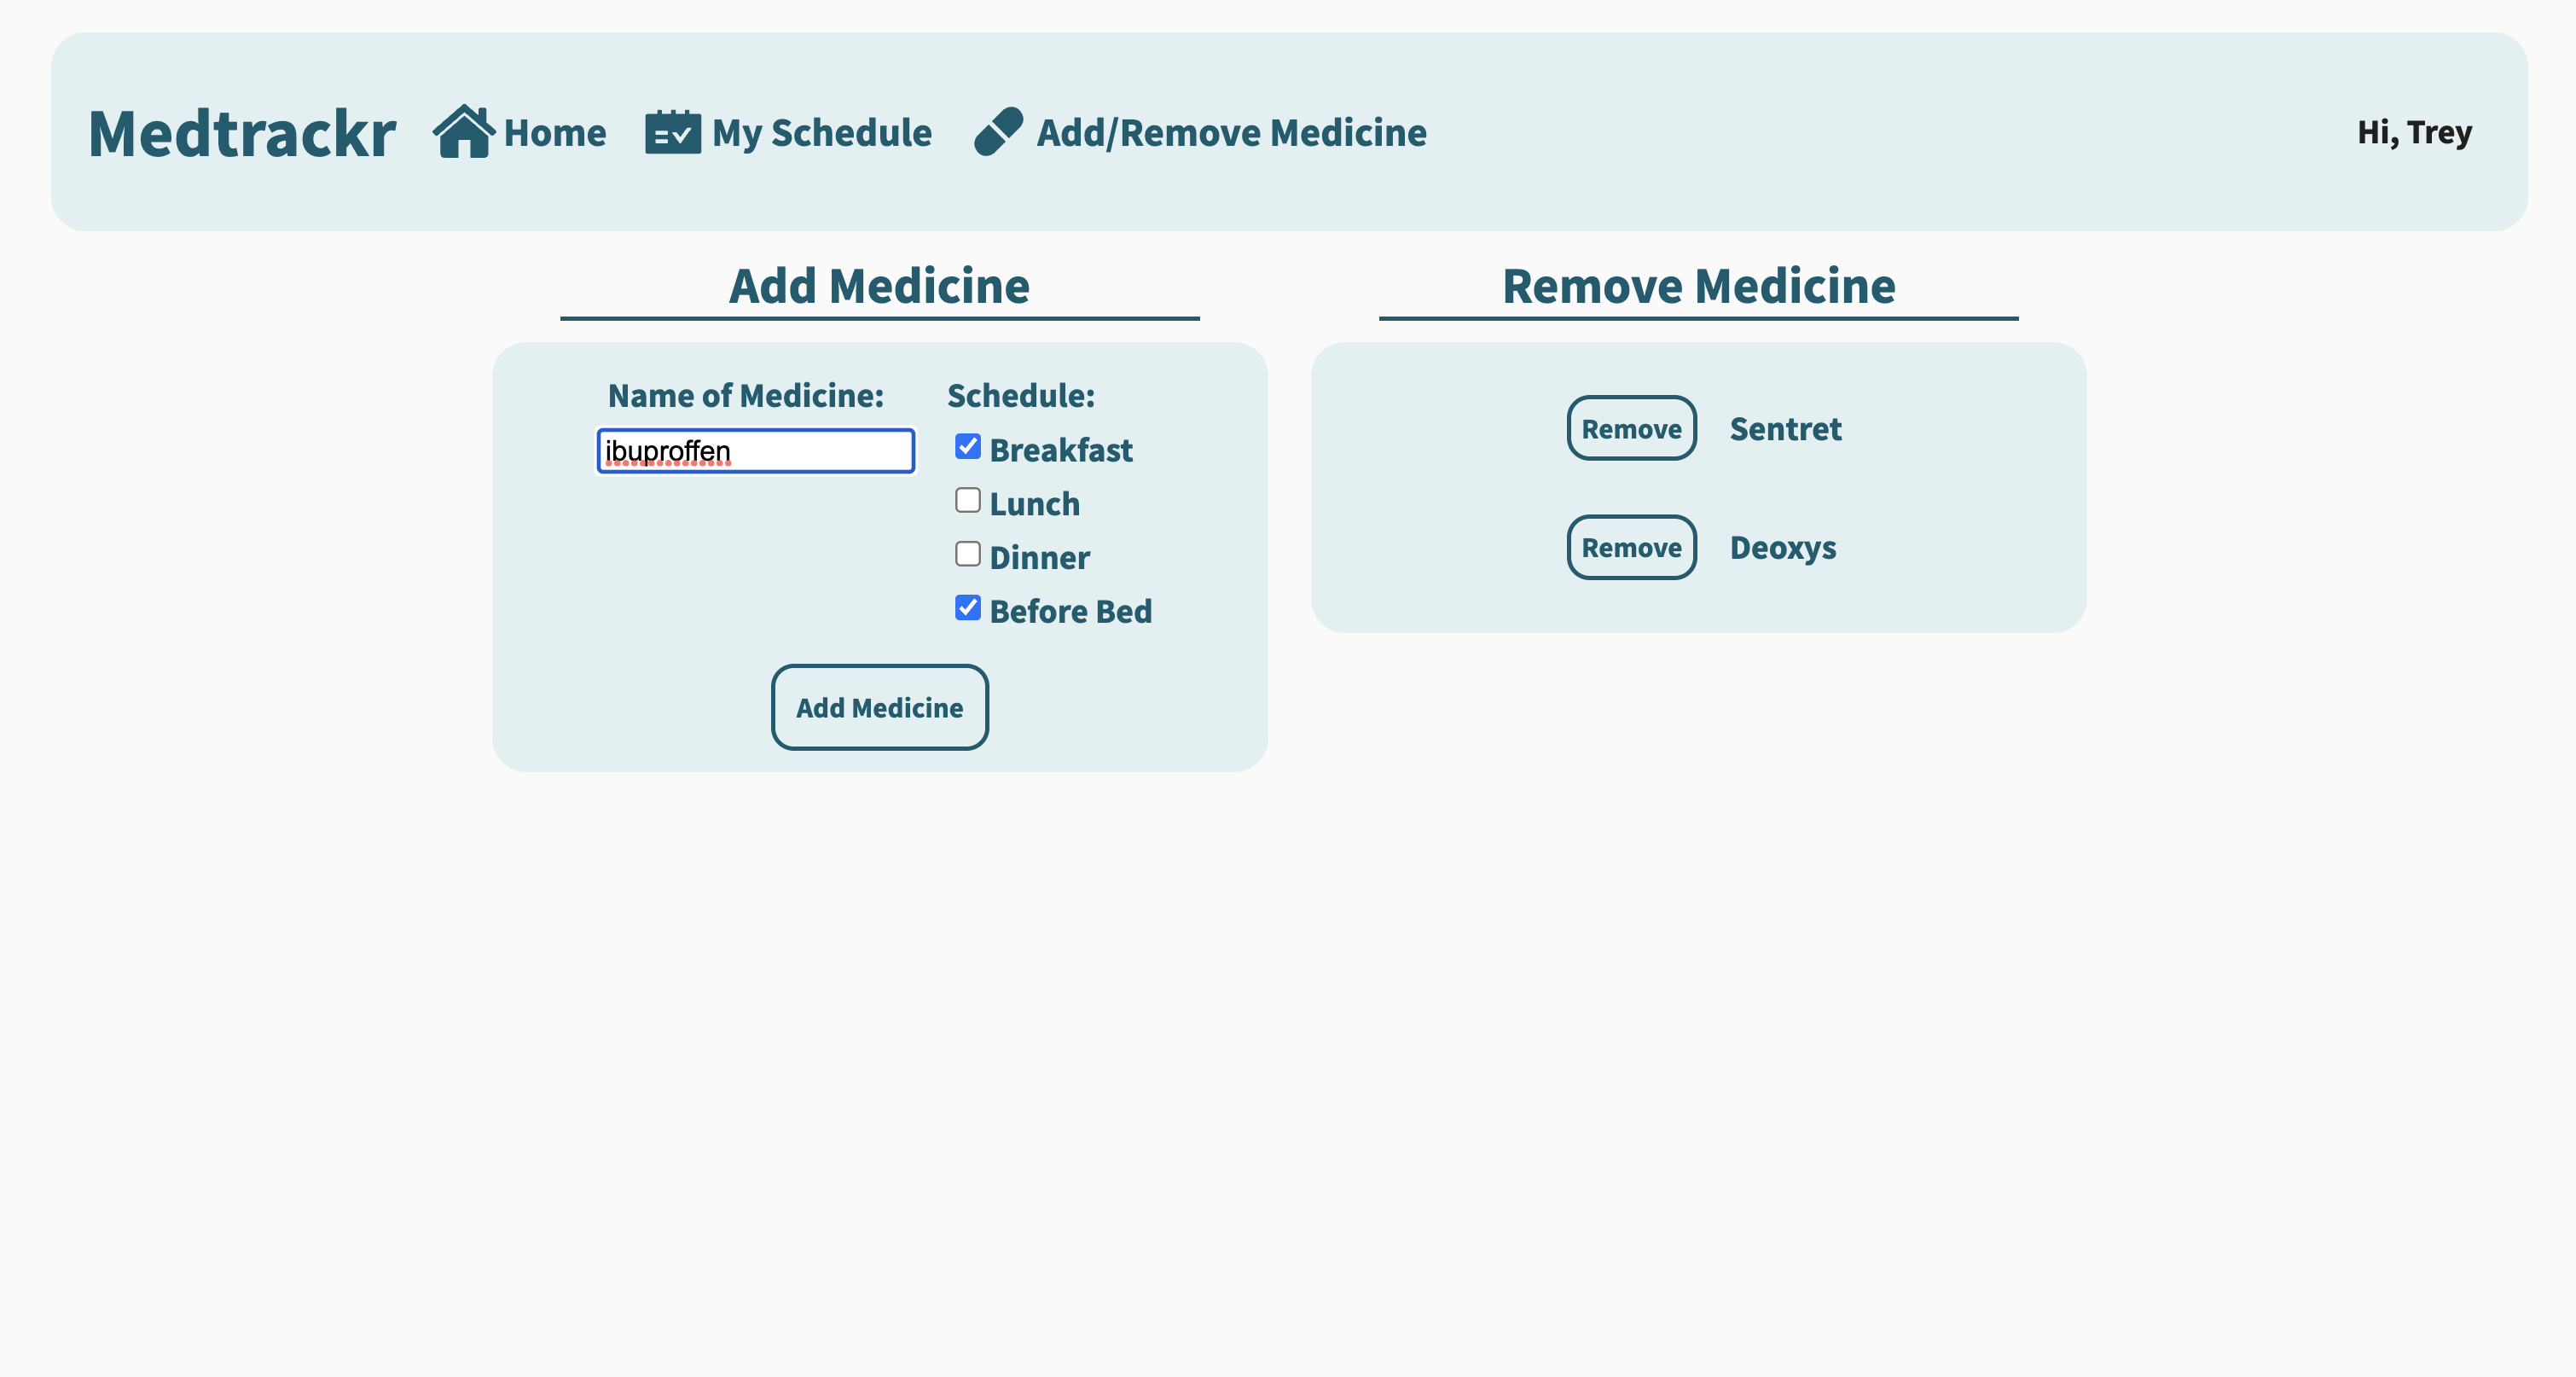 Medtrackr Home My Schedule Add/Remove Medicine Hi, Trey
Add Medicine
Name of Medicine:
ibuproffen
Schedule:
Breakfast
Lunch
Dinner
Before Bed
Add Medicine
Remove Medicine
Remove Sentret
Remove Deoxys